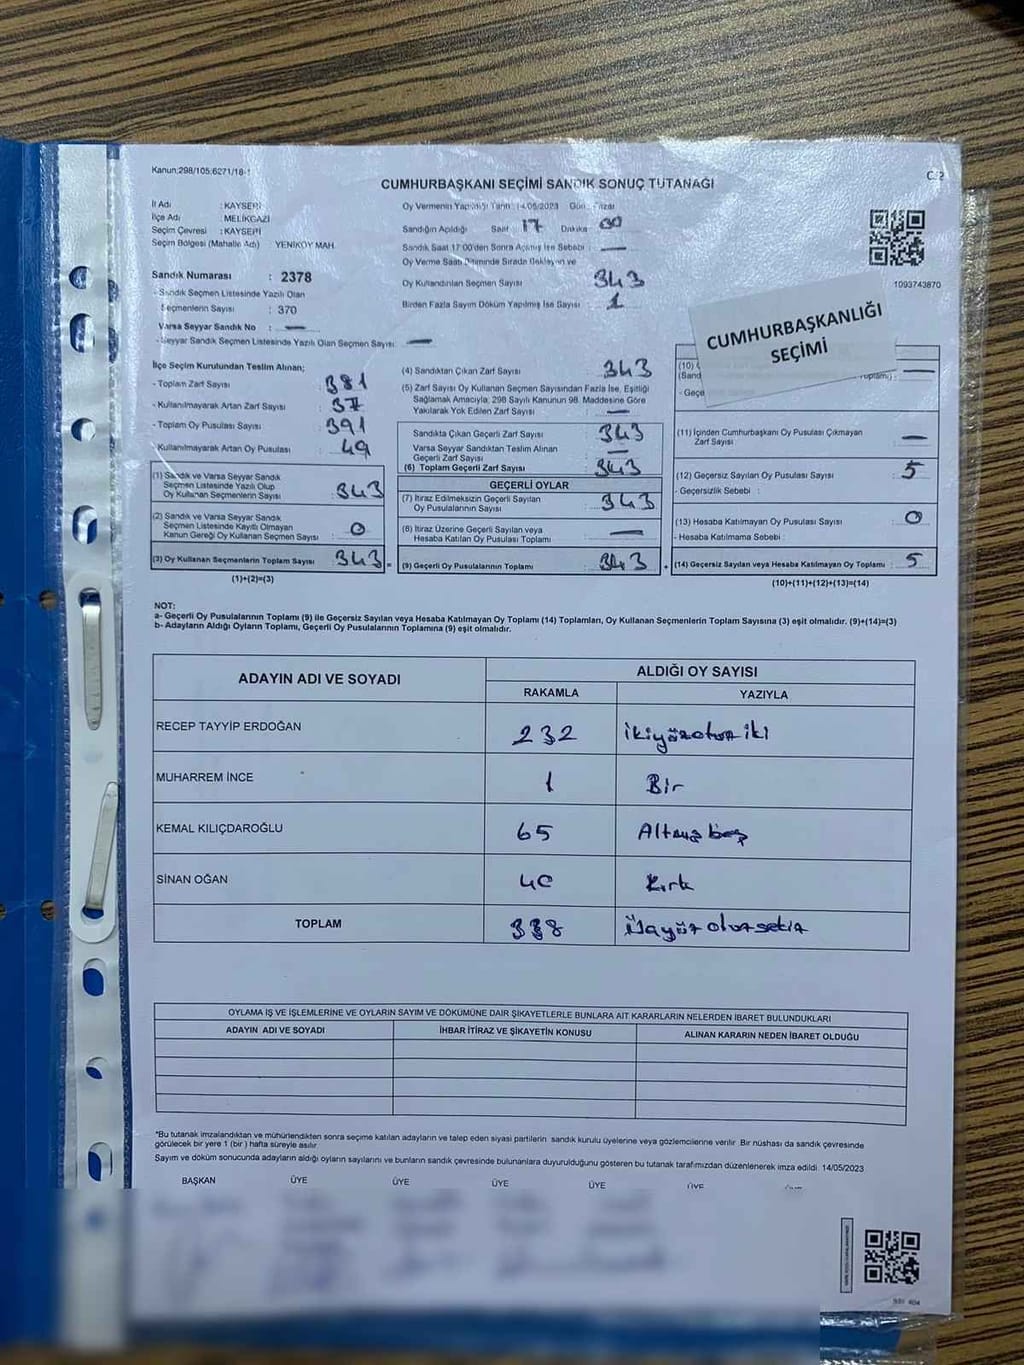 Kanun:298/105;6271/18-1
C/2
CUMHURBAŞKANI SEÇİMİ SANDIK SONUÇ TUTANAĞI
İl Adı : KAYSERİ
İlçe Adı : MELİKGAZİ
Seçim Çevresi : KAYSERİ
Seçim Bölgesi (Mahalle Adı) YENİKÖY MAH.
Sandık Numarası : 2378
- Sandık Seçmen Listesinde Yazılı Olan
Seçmenlerin Sayısı : 370
Varsa Seyyar Sandık No : —
- Seyyar Sandık Seçmen Listesinde Yazılı Olan Seçmen Sayısı: —
Oy Vermenin Yapıldığı Tarih :14/05/2023 Gün: Pazar
Sandığın Açıldığı Saat 17 Dakika 00
Sandık Saat 17:00'den Sonra Açılmış İse Sebebi : —
Oy Verme Saati Bitiminde Sırada Bekleyen ve
Oy Kullandırılan Seçmen Sayısı 343
Birden Fazla Sayım Döküm Yapılmış İse Sayısı : 1
1093743870
CUMHURBAŞKANLIĞI
SEÇİMİ
İlçe Seçim Kurulundan Teslim Alınan;
- Toplam Zarf Sayısı : 381
- Kullanılmayarak Artan Zarf Sayısı : 37
- Toplam Oy Pusulası Sayısı : 391
- Kullanılmayarak Artan Oy Pusulası : 49
(1) Sandık ve Varsa Seyyar Sandık
Seçmen Listesinde Yazılı Olup
Oy Kullanan Seçmenlerin Sayısı : 343
(2) Sandık ve Varsa Seyyar Sandık
Seçmen Listesinde Kayıtlı Olmayan
Kanun Gereği Oy Kullanan Seçmen Sayısı : 0
(3) Oy Kullanan Seçmenlerin Toplam Sayısı : 343
(1)+(2)=(3)
(4) Sandıktan Çıkan Zarf Sayısı : 343
(5) Zarf Sayısı Oy Kullanan Seçmen Sayısından Fazla İse, Eşitliği
Sağlamak Amacıyla, 298 Sayılı Kanunun 98. Maddesine Göre
Yakılarak Yok Edilen Zarf Sayısı : —
Sandıkta Çıkan Geçerli Zarf Sayısı : 343
Varsa Seyyar Sandıktan Teslim Alınan
Geçerli Zarf Sayısı : —
(6) Toplam Geçerli Zarf Sayısı : 343
GEÇERLİ OYLAR
(7) İtiraz Edilmeksizin Geçerli Sayılan
Oy Pusulalarının Sayısı : 343
(8) İtiraz Üzerine Geçerli Sayılan veya
Hesaba Katılan Oy Pusulası Toplamı : —
(9) Geçerli Oy Pusulalarının Toplamı : 343
(10)
(Sand
- Geçe
(11) İçinden Cumhurbaşkanı Oy Pusulası Çıkmayan
Zarf Sayısı : —
(12) Geçersiz Sayılan Oy Pusulası Sayısı : 5
- Geçersizlik Sebebi :
(13) Hesaba Katılmayan Oy Pusulası Sayısı : 0
- Hesaba Katılmama Sebebi :
(14) Geçersiz Sayılan veya Hesaba Katılmayan Oy Toplamı : 5
(10)+(11)+(12)+(13)=(14)
NOT:
a- Geçerli Oy Pusulalarının Toplamı (9) ile Geçersiz Sayılan veya Hesaba Katılmayan Oy Toplamı (14) Toplamları, Oy Kullanan Seçmenlerin Toplam Sayısına (3) eşit olmalıdır. (9)+(14)=(3)
b- Adayların Aldığı Oyların Toplamı, Geçerli Oy Pusulalarının Toplamına (9) eşit olmalıdır.
ADAYIN ADI VE SOYADI ALDIĞI OY SAYISI
RAKAMLA YAZIYLA
RECEP TAYYİP ERDOĞAN 232 ikiyüzotuz iki
MUHARREM İNCE 1 Bir
KEMAL KILIÇDAROĞLU 65 Altmış beş
SİNAN OĞAN 40 Kırk
TOPLAM 338 Üçyüz otuzsekiz
OYLAMA İŞ VE İŞLEMLERİNE VE OYLARIN SAYIM VE DÖKÜMÜNE DAİR ŞİKAYETLERLE BUNLARA AİT KARARLARIN NELERDEN İBARET BULUNDUKLARI
ADAYIN ADI VE SOYADI İHBAR İTİRAZ VE ŞİKAYETİN KONUSU ALINAN KARARIN NEDEN İBARET OLDUĞU
*Bu tutanak imzalandıktan ve mühürlendikten sonra seçime katılan adayların ve talep eden siyasi partilerin sandık kurulu üyelerine veya gözlemcilerine verilir. Bir nüshası da sandık çevresinde
görülecek bir yere 1 (bir) hafta süreyle asılır.
Sayım ve döküm sonucunda adayların aldığı oyların sayılarını ve bunların sandık çevresinde bulunanlara duyurulduğunu gösteren bu tutanak tarafımızdan düzenlenerek imza edildi. 14/05/2023
BAŞKAN ÜYE ÜYE ÜYE ÜYE ÜYE